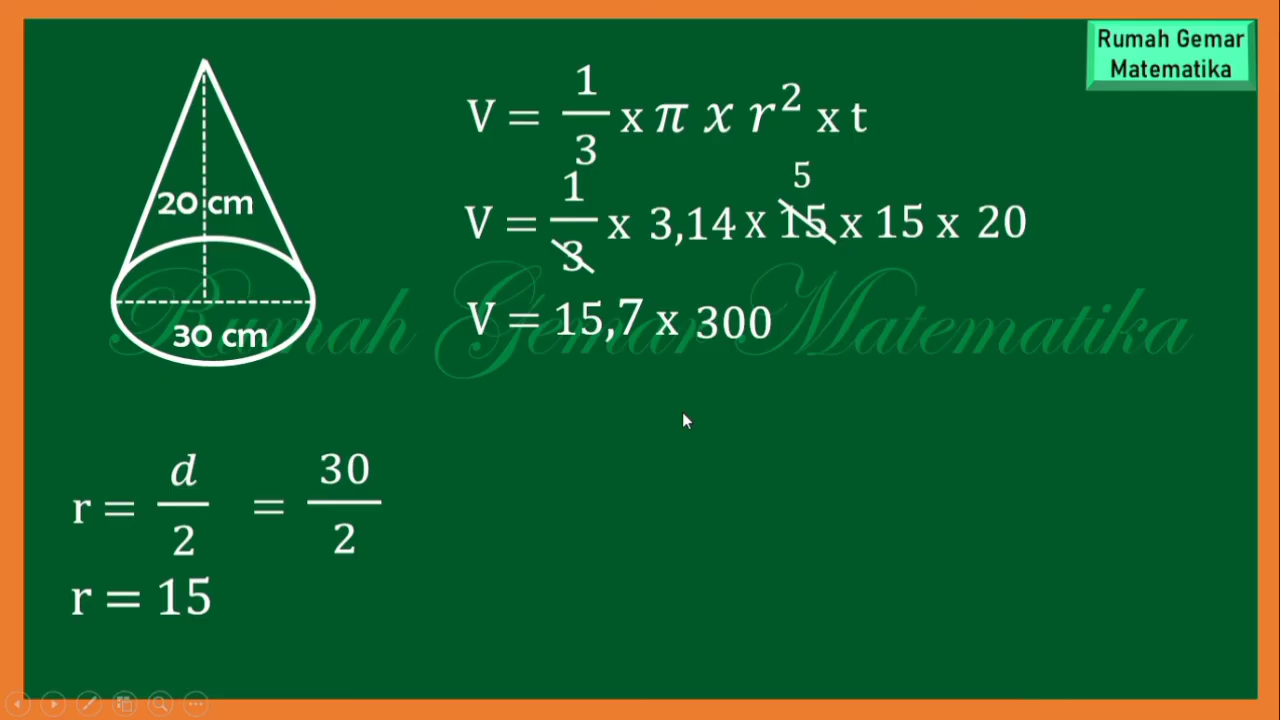 Rumah Gemar
Matematika
20 cm
30 cm
V = 1/3 x π x r² x t
5
V = 1/3 x 3,14 x 15 x 15 x 20
V = 15,7 x 300
Rumah Gemar Matematika
r = d/2 = 30/2
r = 15